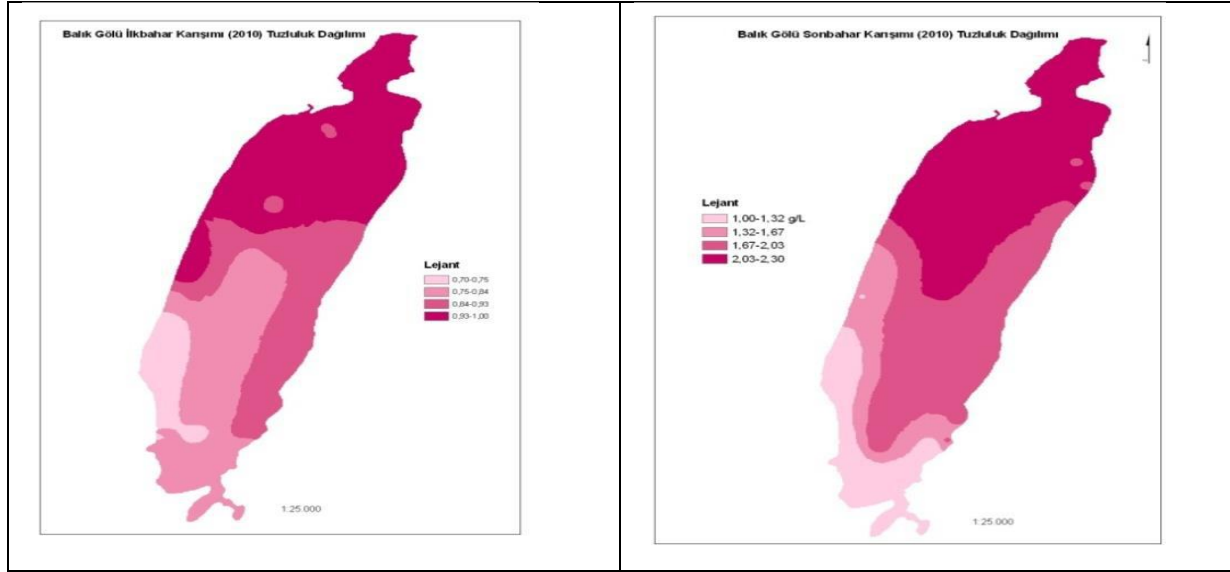 Balık Gölü İlkbahar Karışımı (2010) Tuzluluk Dağılımı
Lejant
0,70-0,75
0,75-0,84
0,84-0,93
0,93-1,00
1:25.000
Balık Gölü Sonbahar Karışımı (2010) Tuzluluk Dağılımı
Lejant
1,00-1,32 g/L
1,32-1,67
1,67-2,03
2,03-2,30
1:25.000